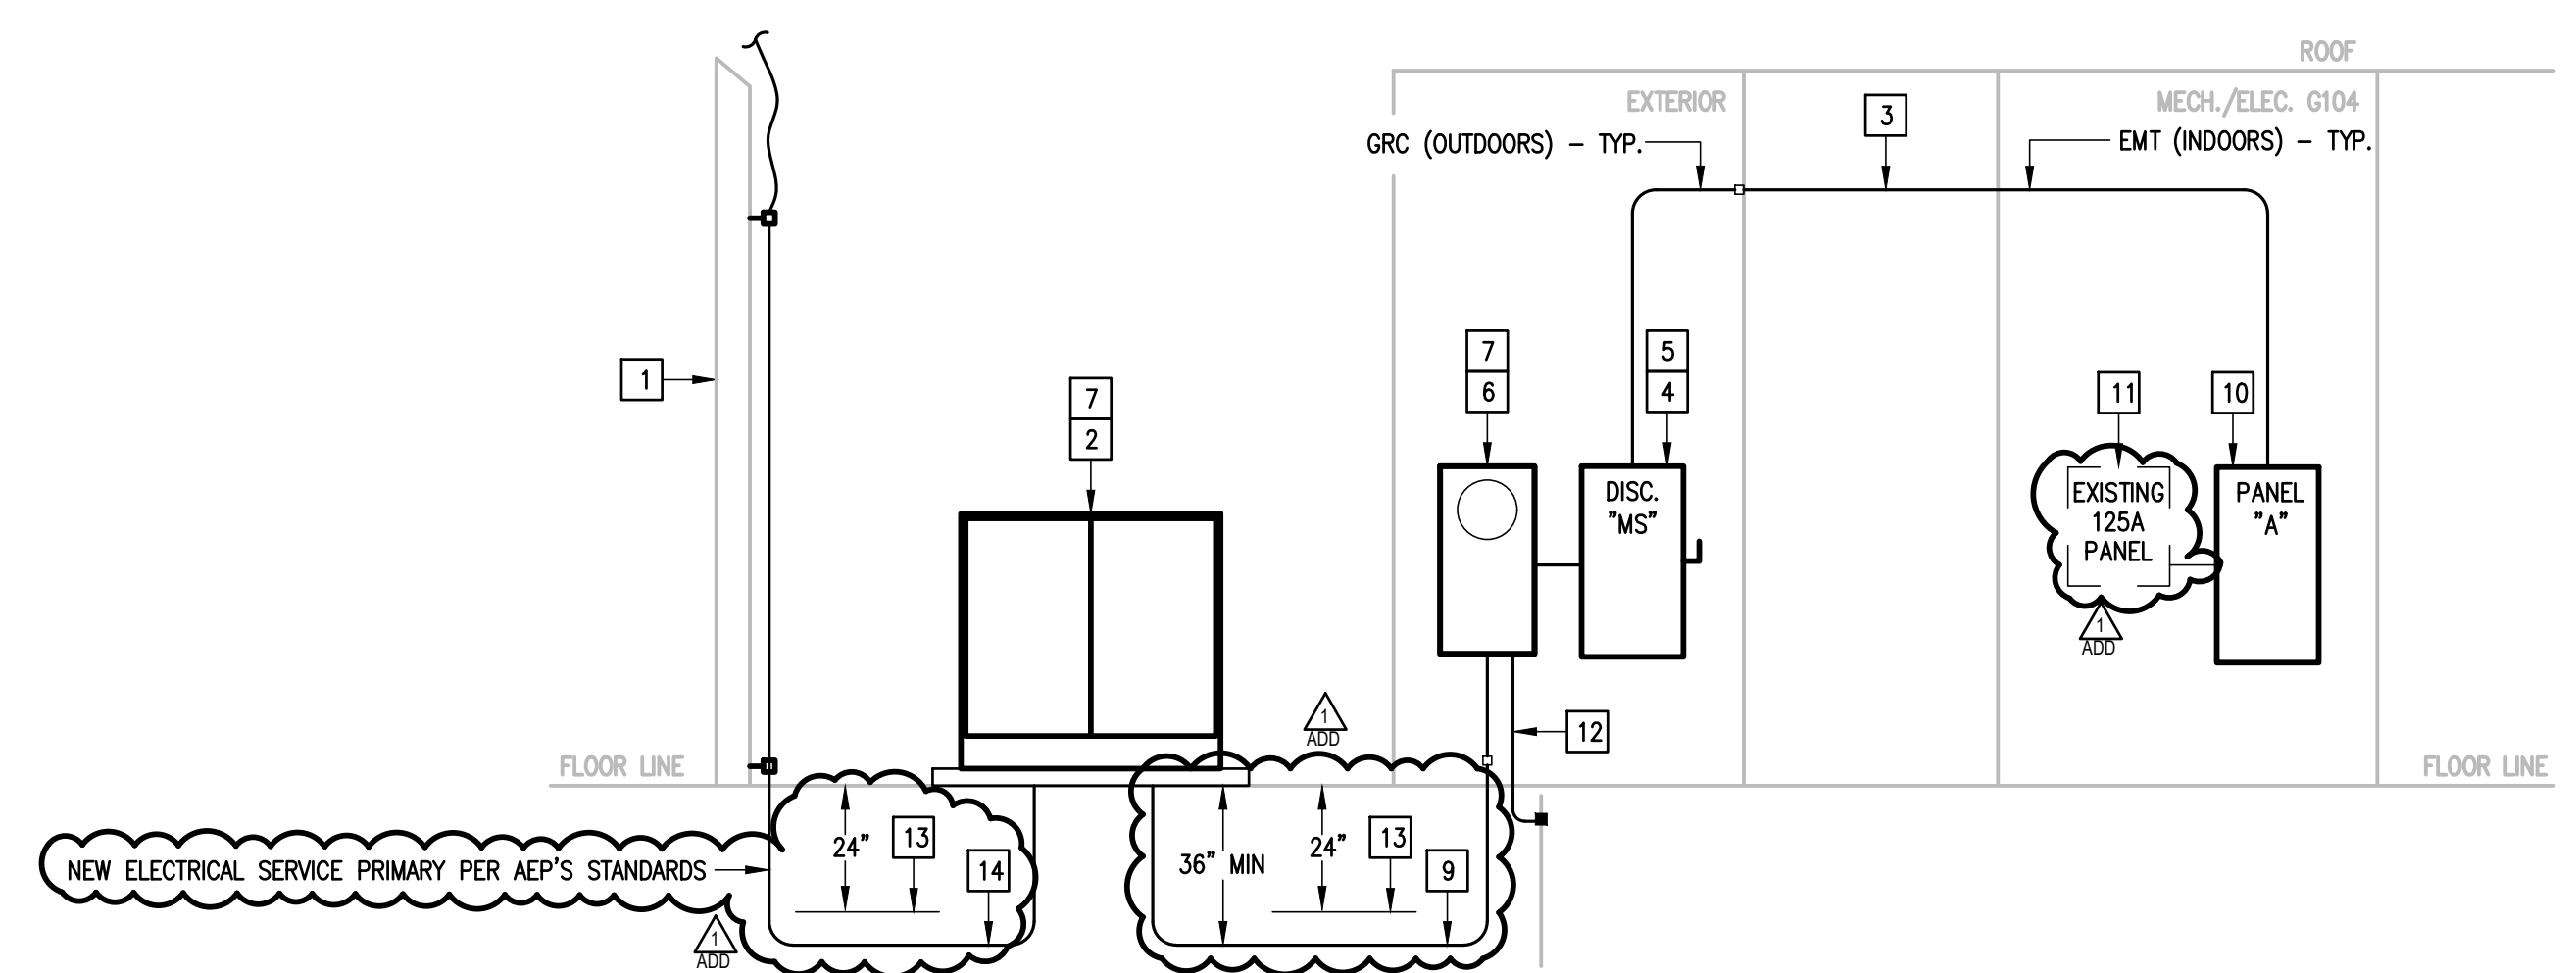 ROOF
EXTERIOR
MECH./ELEC. G104
3
GRC (OUTDOORS) - TYP.
EMT (INDOORS) - TYP.
1
7
2
7
6
5
4
11
10
DISC.
"MS"
EXISTING
125A
PANEL
PANEL
"A"
1
ADD
1
ADD
12
FLOOR LINE
FLOOR LINE
NEW ELECTRICAL SERVICE PRIMARY PER AEP'S STANDARDS
24"
13
14
36" MIN
24"
13
9
1
ADD